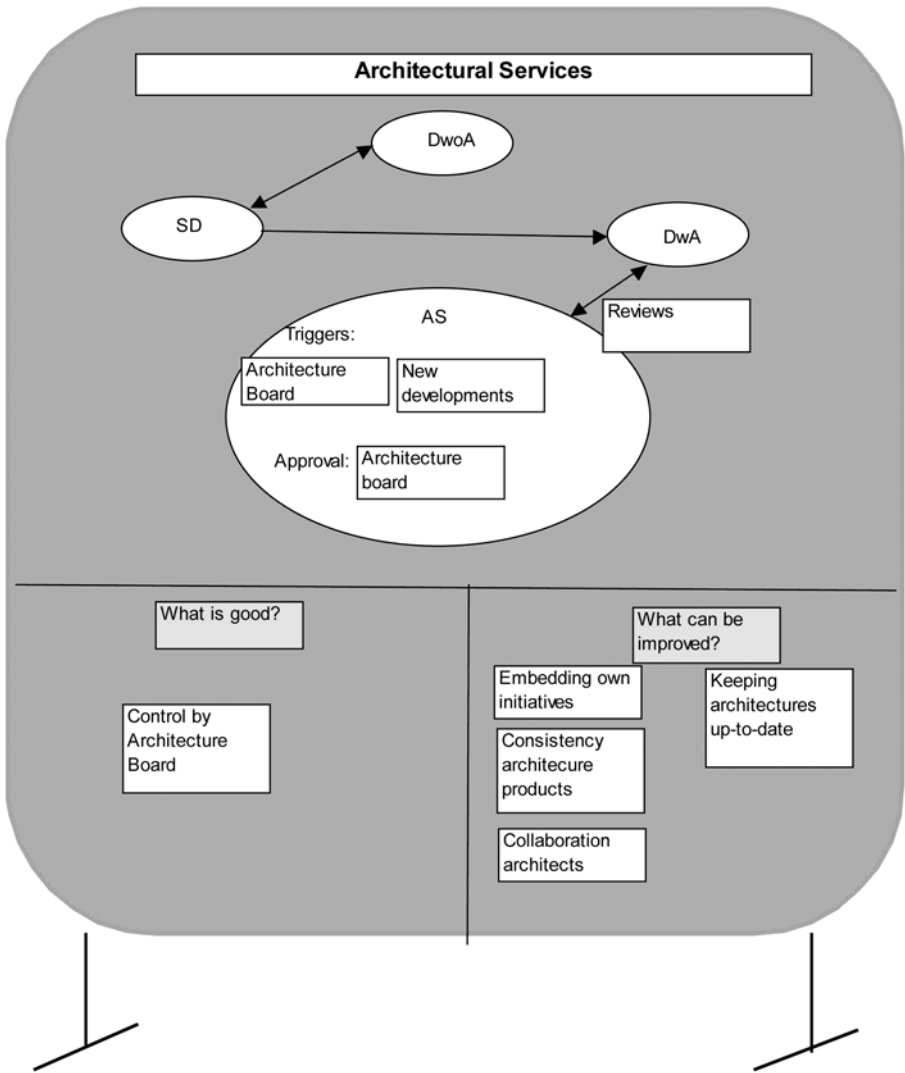 Architectural Services
DwoA
SD
DwA
AS
Reviews
Triggers:
Architecture
Board
New
developments
Approval:
Architecture
board
What is good?
Control by
Architecture
Board
What can be
improved?
Embedding own
initiatives
Keeping
architectures
up-to-date
Consistency
architecure
products
Collaboration
architects